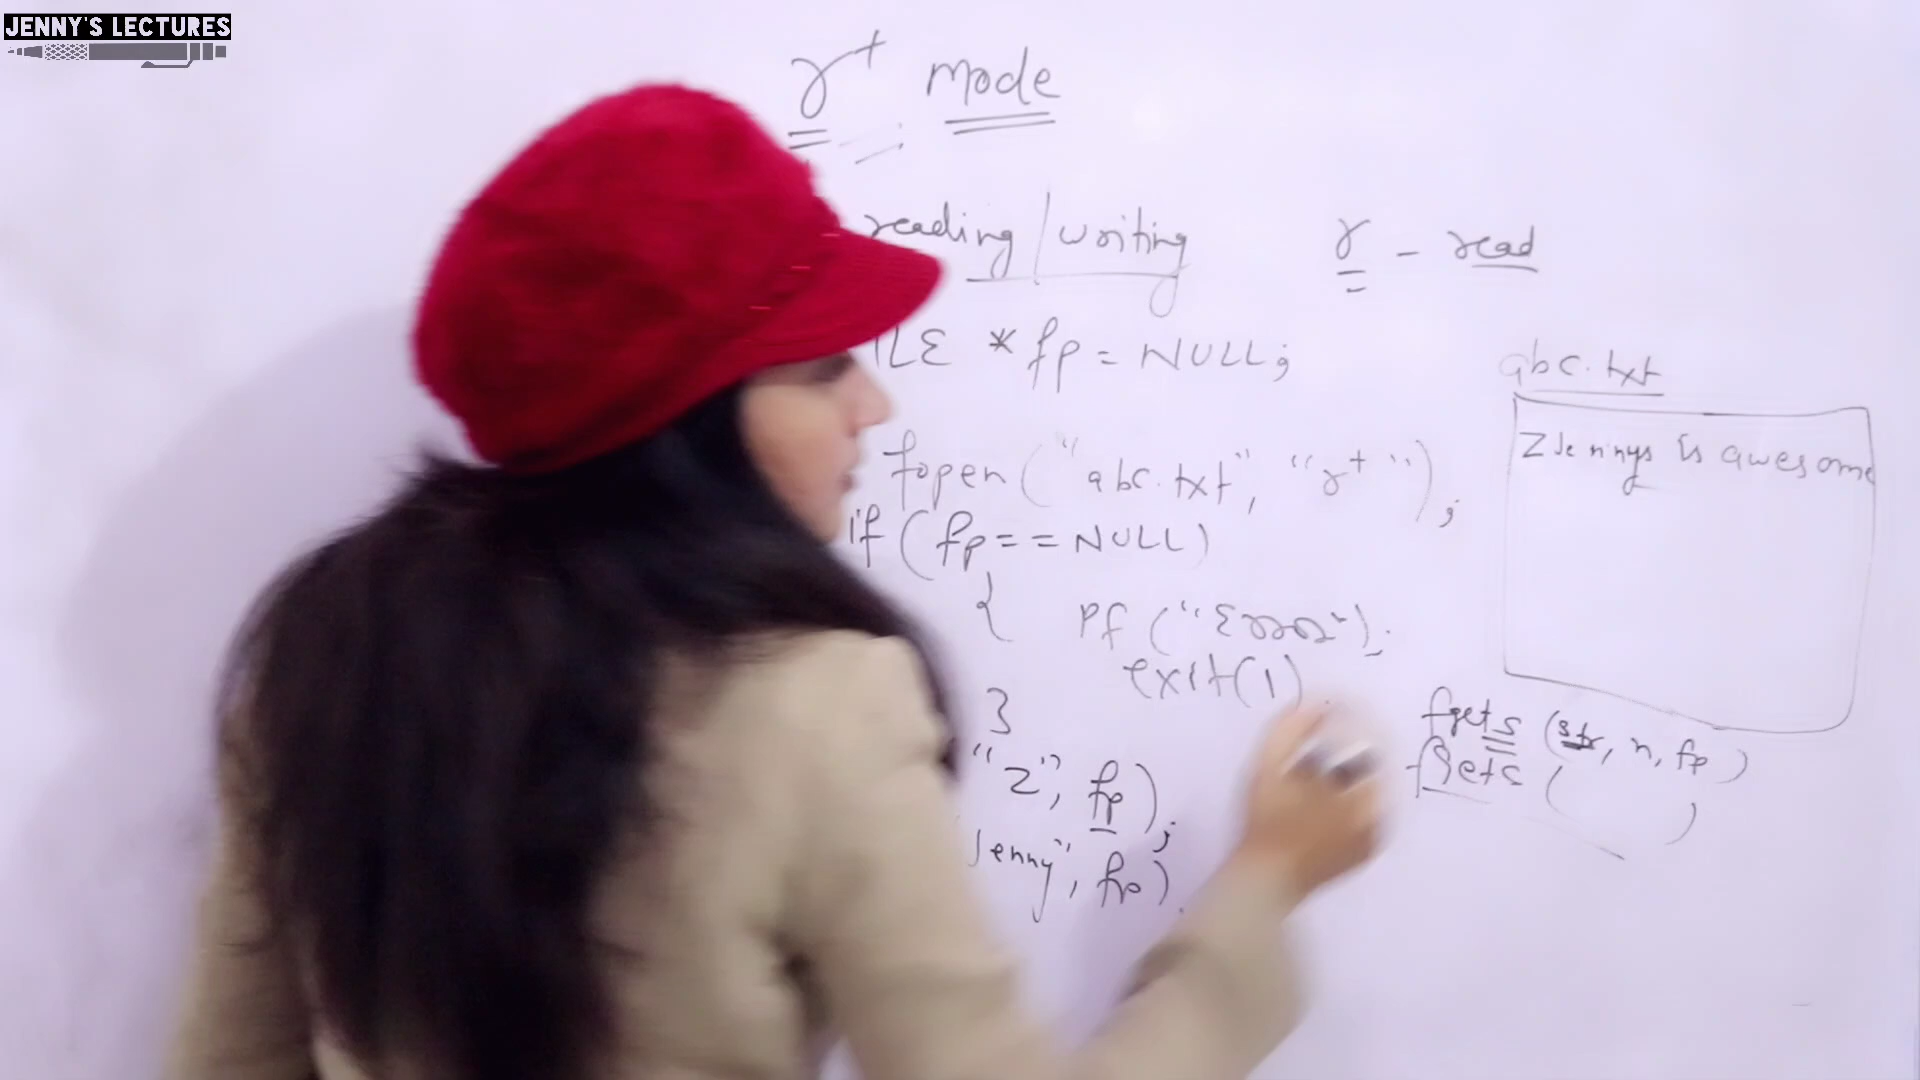 JENNY'S LECTURES
r+ mode
reading / writing
r - read
ILE *fp = NULL;
abc.txt
Z Jennys is awesome
fopen ("abc.txt", "r+");
if (fp == NULL)
{ pf ("Error");
exit(1)
}
fgets (str, n, fp)
"Z", fp);
Jenny", fp)